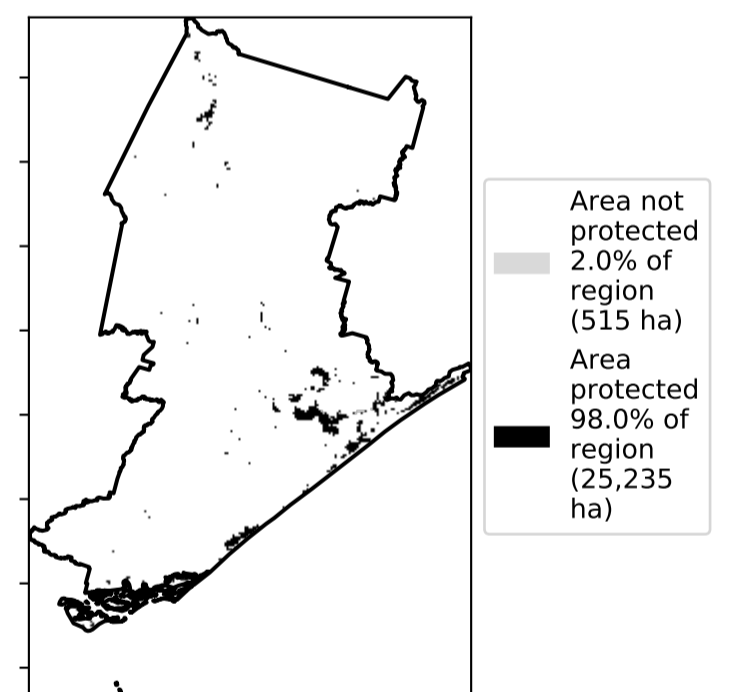 Area not
protected
2.0% of
region
(515 ha)
Area
protected
98.0% of
region
(25,235
ha)